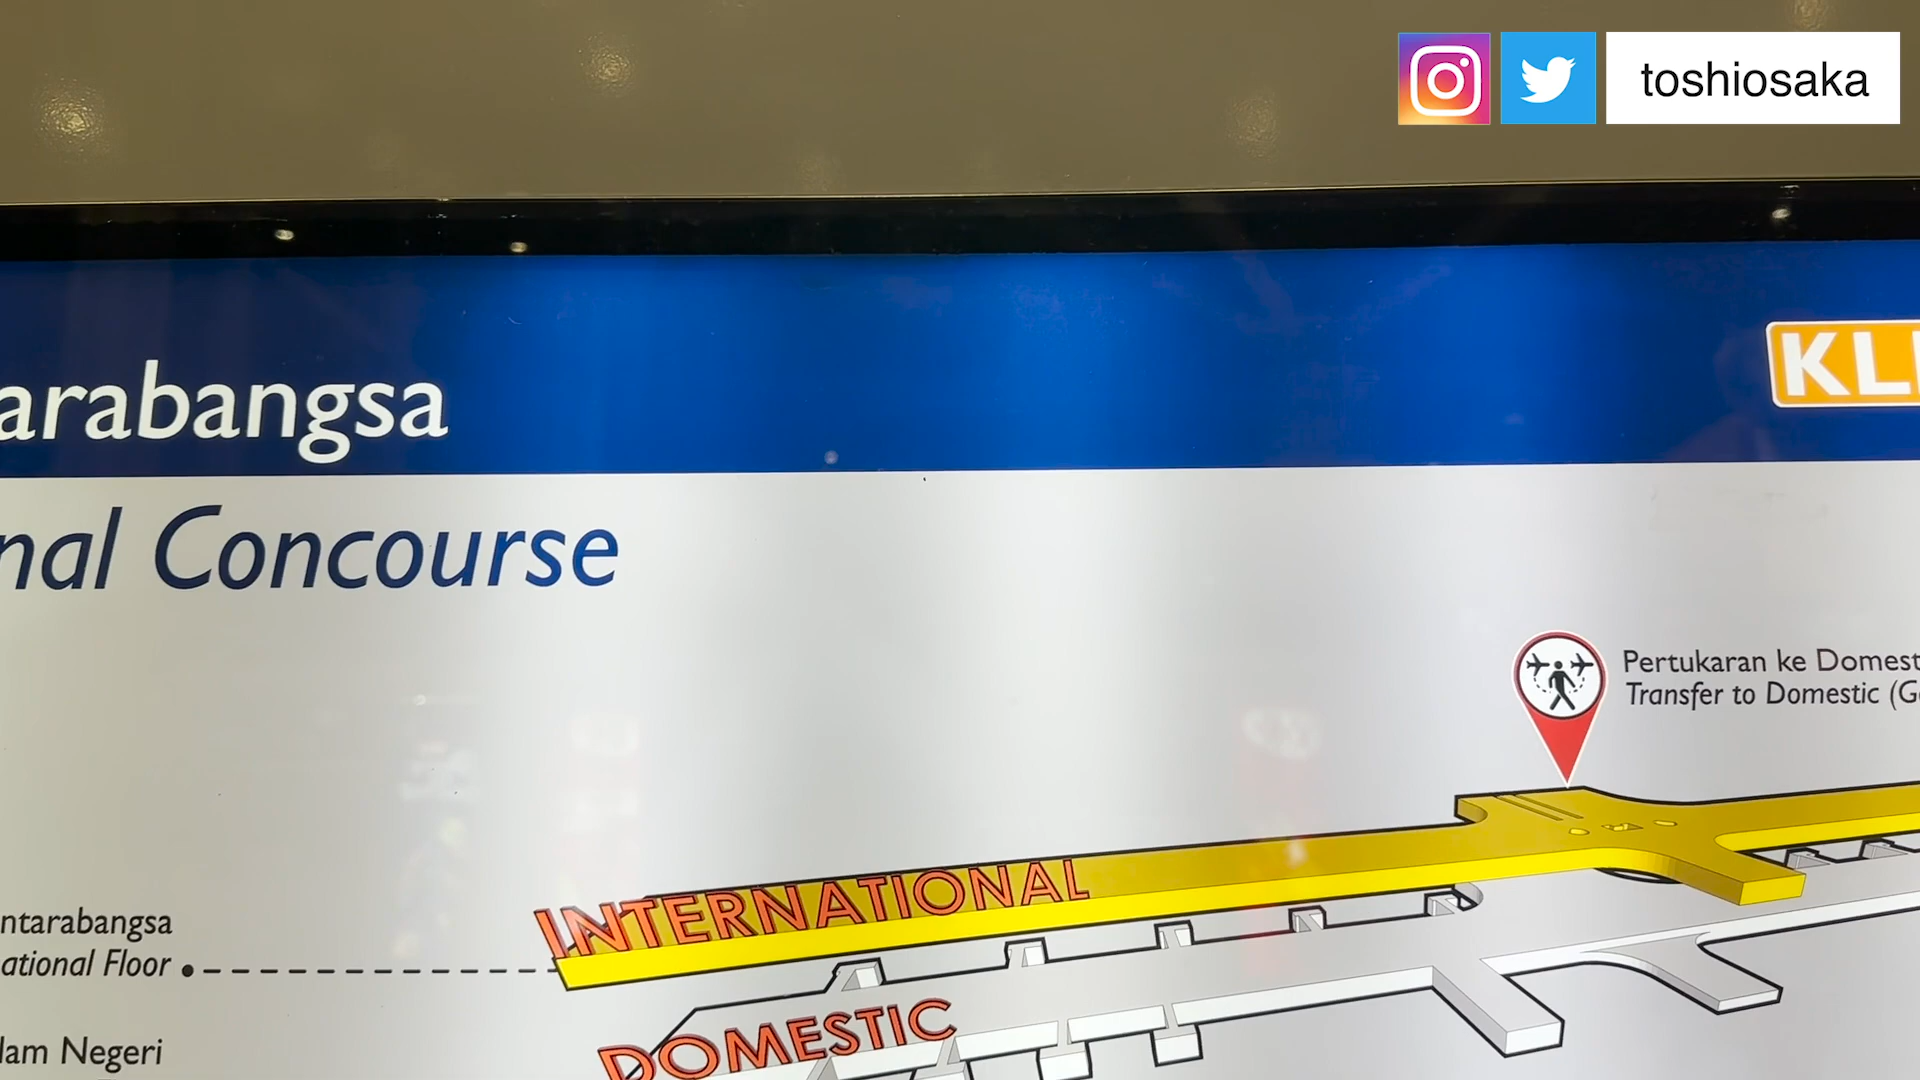 toshiosaka
KL
arabangsa
nal Concourse
Pertukaran ke Domest
Transfer to Domestic (G
INTERNATIONAL
ntarabangsa
ational Floor
DOMESTIC
lam Negeri